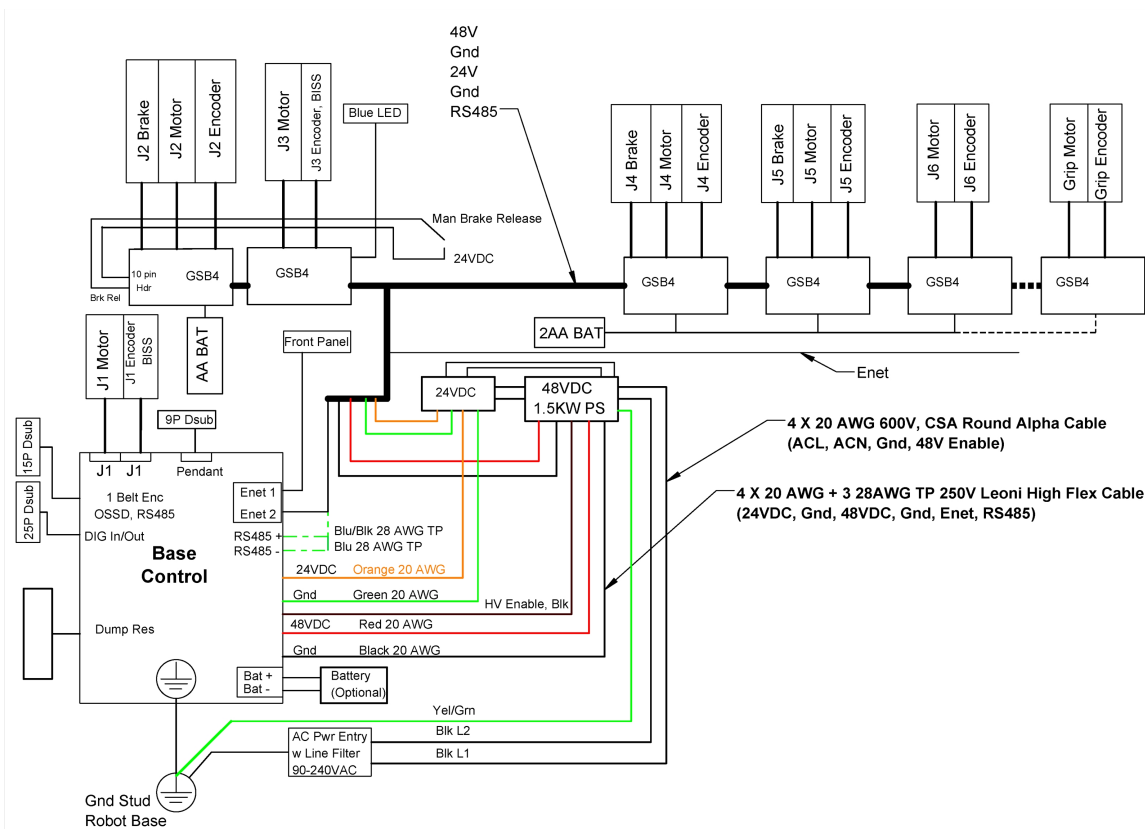 48V
Gnd
24V
Gnd
RS485
J2 Brake
J2 Motor
J2 Encoder
J3 Motor
J3 Encoder, BISS
Blue LED
J4 Brake
J4 Motor
J4 Encoder
J5 Brake
J5 Motor
J5 Encoder
J6 Motor
J6 Encoder
Grip Motor
Grip Encoder
Man Brake Release
24VDC
10 pin
Hdr
Brk Rel
GSB4
GSB4
GSB4
GSB4
GSB4
GSB4
AA BAT
2AA BAT
Enet
J1 Motor
J1 Encoder
BISS
Front Panel
24VDC
48VDC
1.5KW PS
4 X 20 AWG 600V, CSA Round Alpha Cable
(ACL, ACN, Gnd, 48V Enable)
4 X 20 AWG + 3 28AWG TP 250V Leoni High Flex Cable
(24VDC, Gnd, 48VDC, Gnd, Enet, RS485)
15P Dsub
25P Dsub
9P Dsub
J1
J1
Pendant
1 Belt Enc
OSSD, RS485
DIG In/Out
Enet 1
Enet 2
RS485 +
RS485 -
Blu/Blk 28 AWG TP
Blu 28 AWG TP
Base
Control
24VDC
Orange 20 AWG
Gnd
Green 20 AWG
HV Enable, Blk
48VDC
Red 20 AWG
Gnd
Black 20 AWG
Dump Res
Bat +
Bat -
Battery
(Optional)
Yel/Grn
Blk L2
Blk L1
AC Pwr Entry
w Line Filter
90-240VAC
Gnd Stud
Robot Base